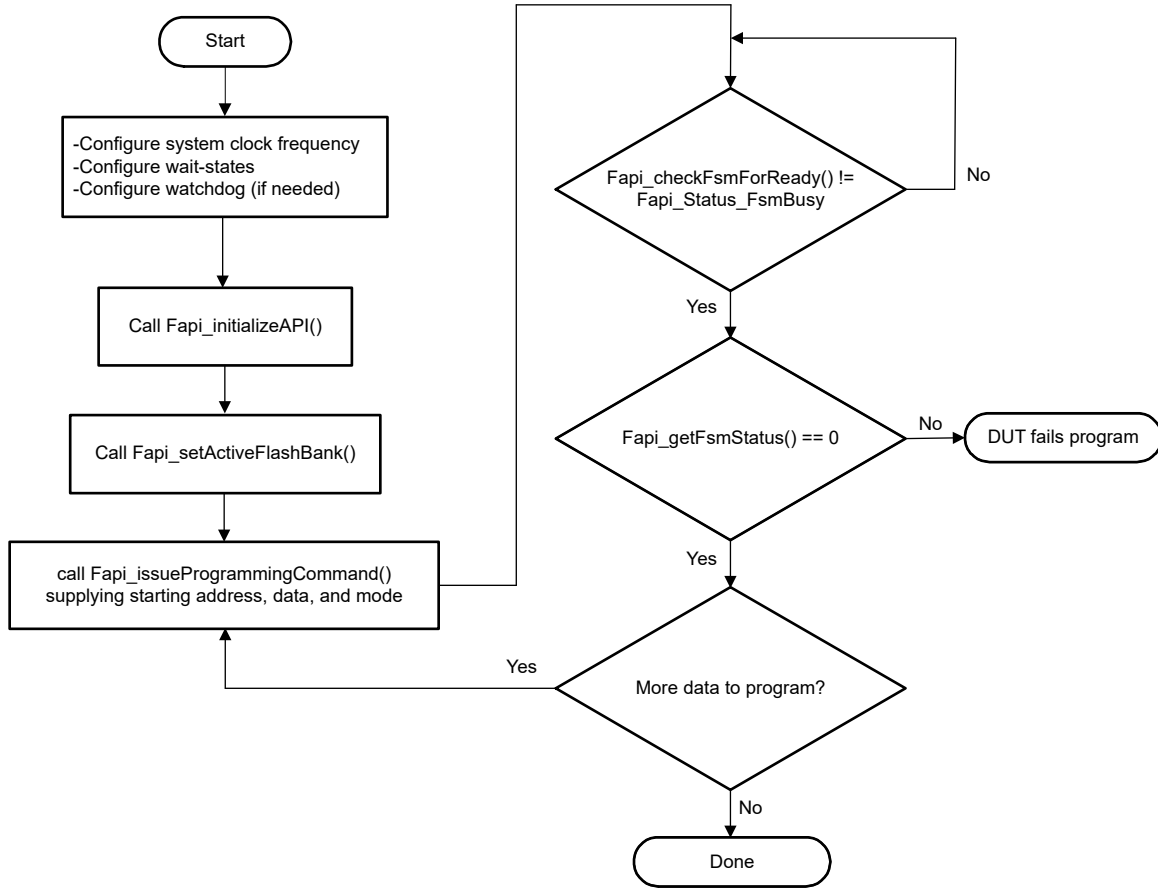 Start
-Configure system clock frequency
-Configure wait-states
-Configure watchdog (if needed)
Call Fapi_initializeAPI()
Call Fapi_setActiveFlashBank()
call Fapi_issueProgrammingCommand()
supplying starting address, data, and mode
Fapi_checkFsmForReady() !=
Fapi_Status_FsmBusy
No
Yes
Fapi_getFsmStatus() == 0
No
DUT fails program
Yes
More data to program?
Yes
No
Done